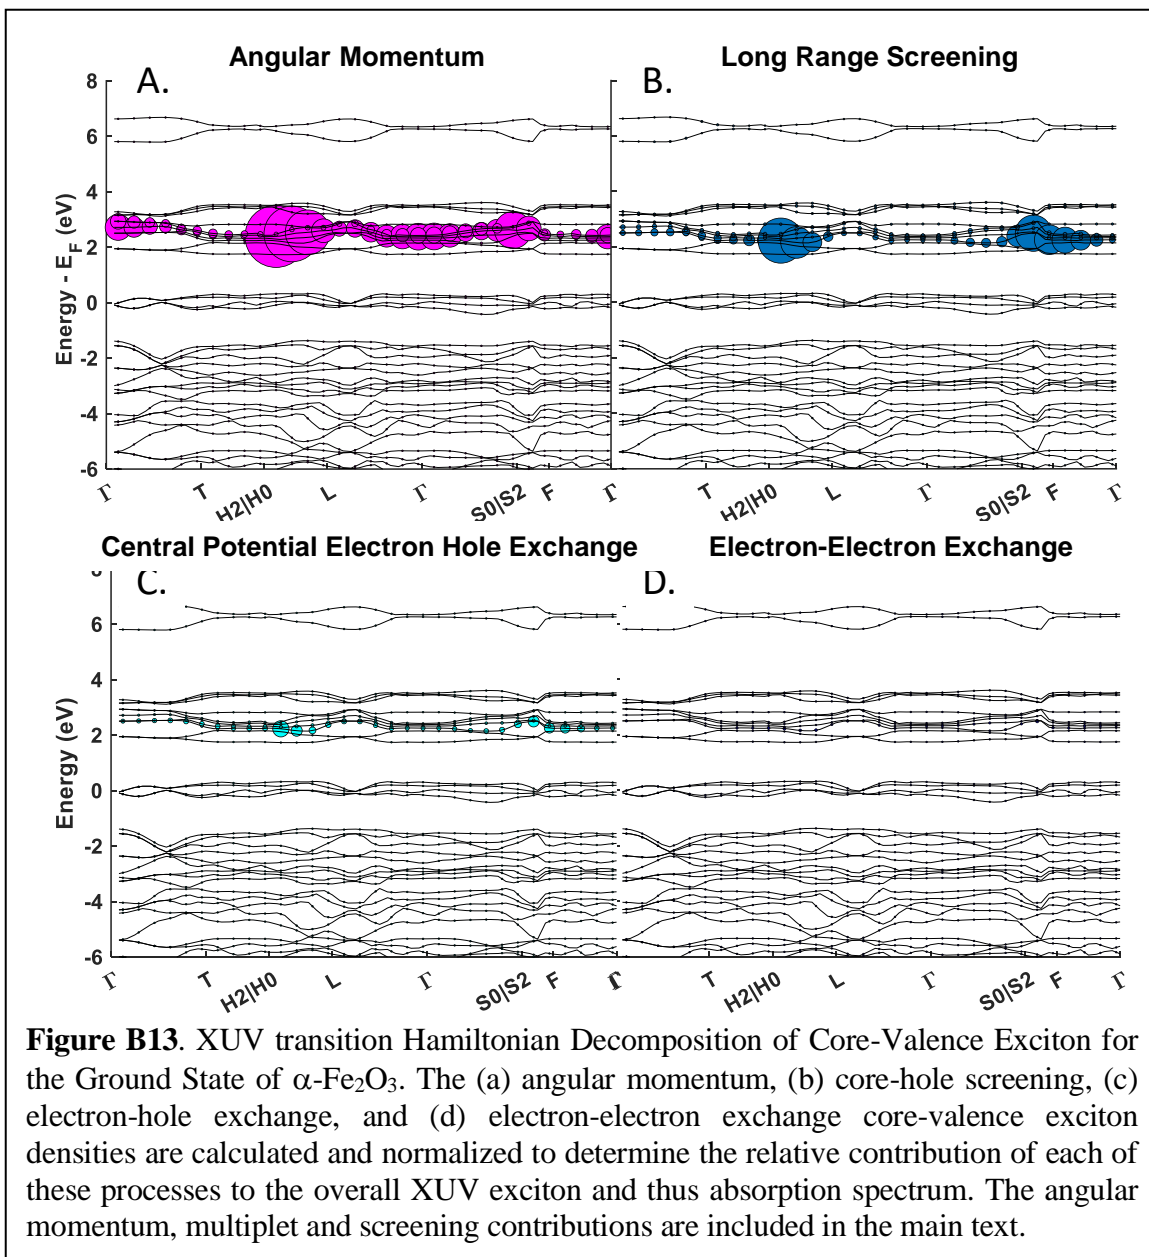 Angular Momentum
Long Range Screening
A.
B.
8
6
4
2
0
-2
-4
-6
Energy - E_F (eV)
Γ T H2|H0 L Γ S0|S2 F Γ
T H2|H0 L Γ S0|S2 F Γ
Central Potential Electron Hole Exchange
Electron-Electron Exchange
C.
D.
6
4
2
0
-2
-4
-6
Energy (eV)
Γ T H2|H0 L Γ S0|S2 F Γ
T H2|H0 L Γ S0|S2 F Γ
Figure B13. XUV transition Hamiltonian Decomposition of Core-Valence Exciton for
the Ground State of α-Fe₂O₃. The (a) angular momentum, (b) core-hole screening, (c)
electron-hole exchange, and (d) electron-electron exchange core-valence exciton
densities are calculated and normalized to determine the relative contribution of each of
these processes to the overall XUV exciton and thus absorption spectrum. The angular
momentum, multiplet and screening contributions are included in the main text.